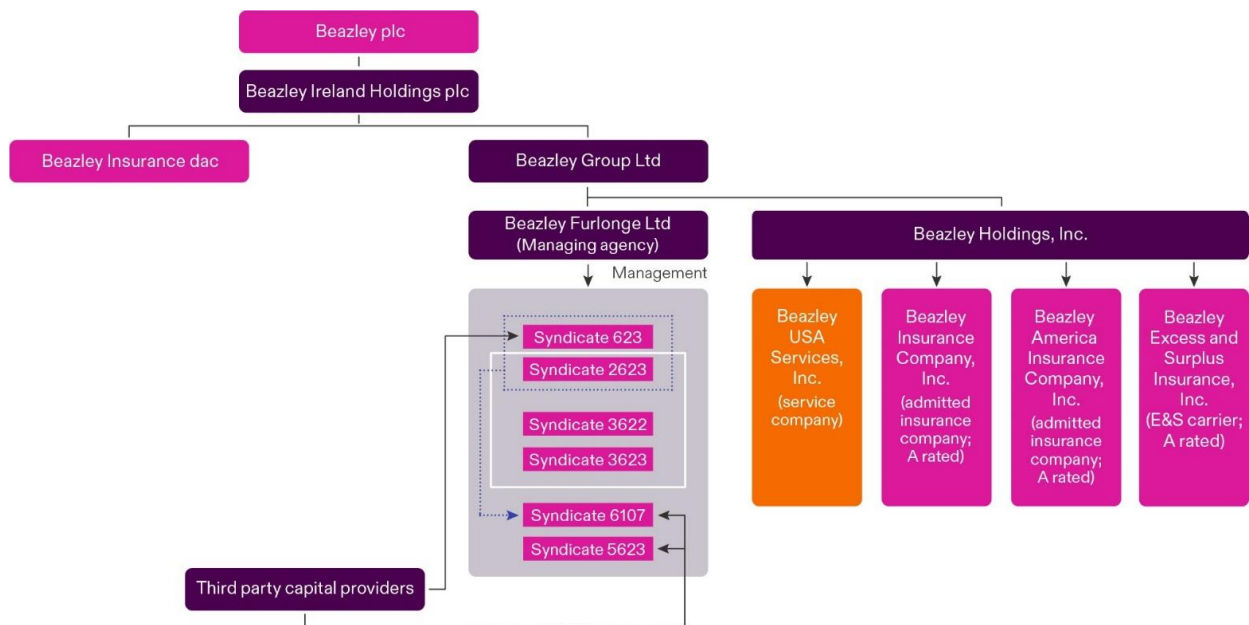 Beazley plc
Beazley Ireland Holdings plc
Beazley Insurance dac
Beazley Group Ltd
Beazley Furlonge Ltd
(Managing agency)
Beazley Holdings, Inc.
Management
Syndicate 623
Syndicate 2623
Syndicate 3622
Syndicate 3623
Syndicate 6107
Syndicate 5623
Beazley
USA
Services,
Inc.
(service
company)
Beazley
Insurance
Company,
Inc.
(admitted
insurance
company;
A rated)
Beazley
America
Insurance
Company,
Inc.
(admitted
insurance
company;
A rated)
Beazley
Excess and
Surplus
Insurance,
Inc.
(E&S carrier;
A rated)
Third party capital providers